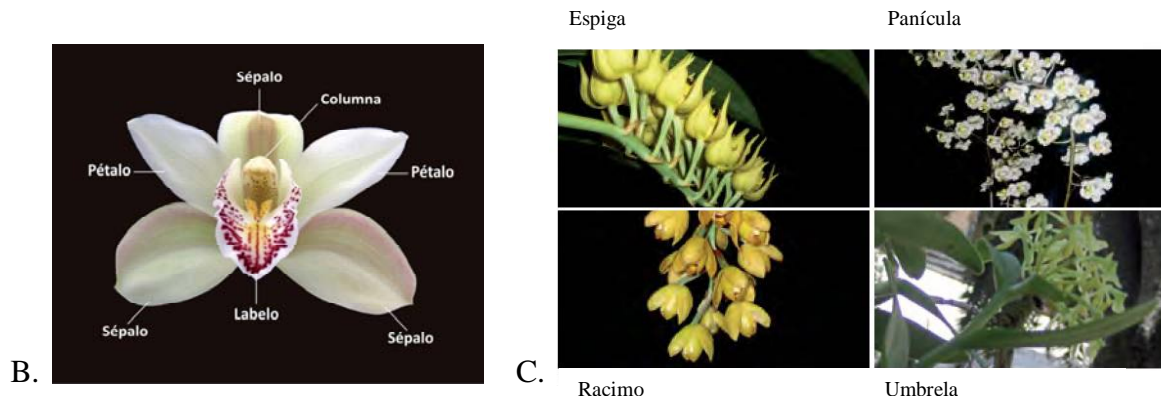 Espiga
Panícula
Sépalo
Columna
Pétalo
Pétalo
Labelo
Sépalo
Sépalo
B.
C.
Racimo
Umbrela